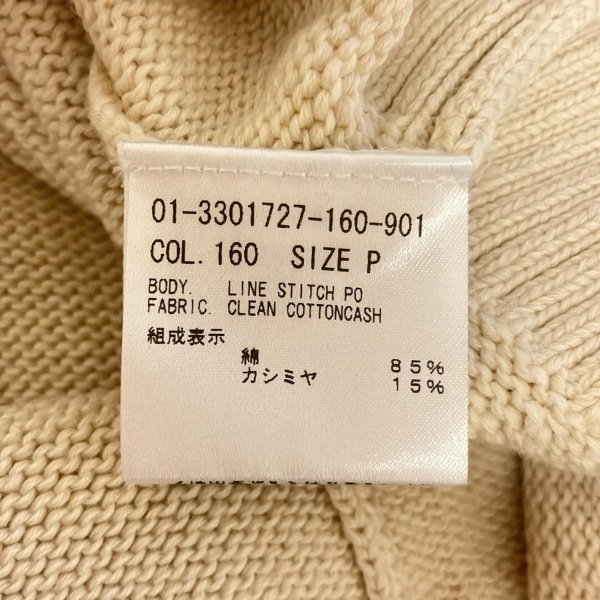 01-3301727-160-901
COL. 160 SIZE P
BODY. LINE STITCH PO
FABRIC. CLEAN COTTONCASH
組成表示
綿 85%
カシミヤ 15%